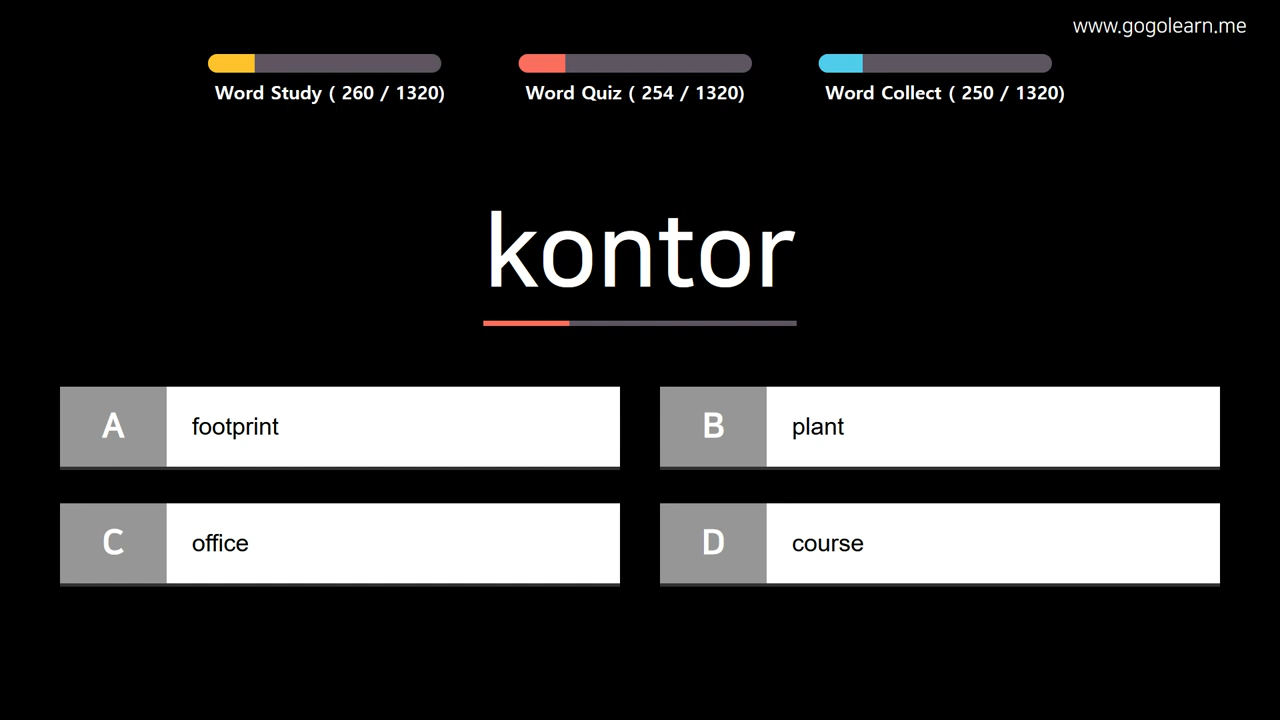 www.gogolearn.me
Word Study ( 260 / 1320)
Word Quiz ( 254 / 1320)
Word Collect ( 250 / 1320)
kontor
A footprint
B plant
C office
D course